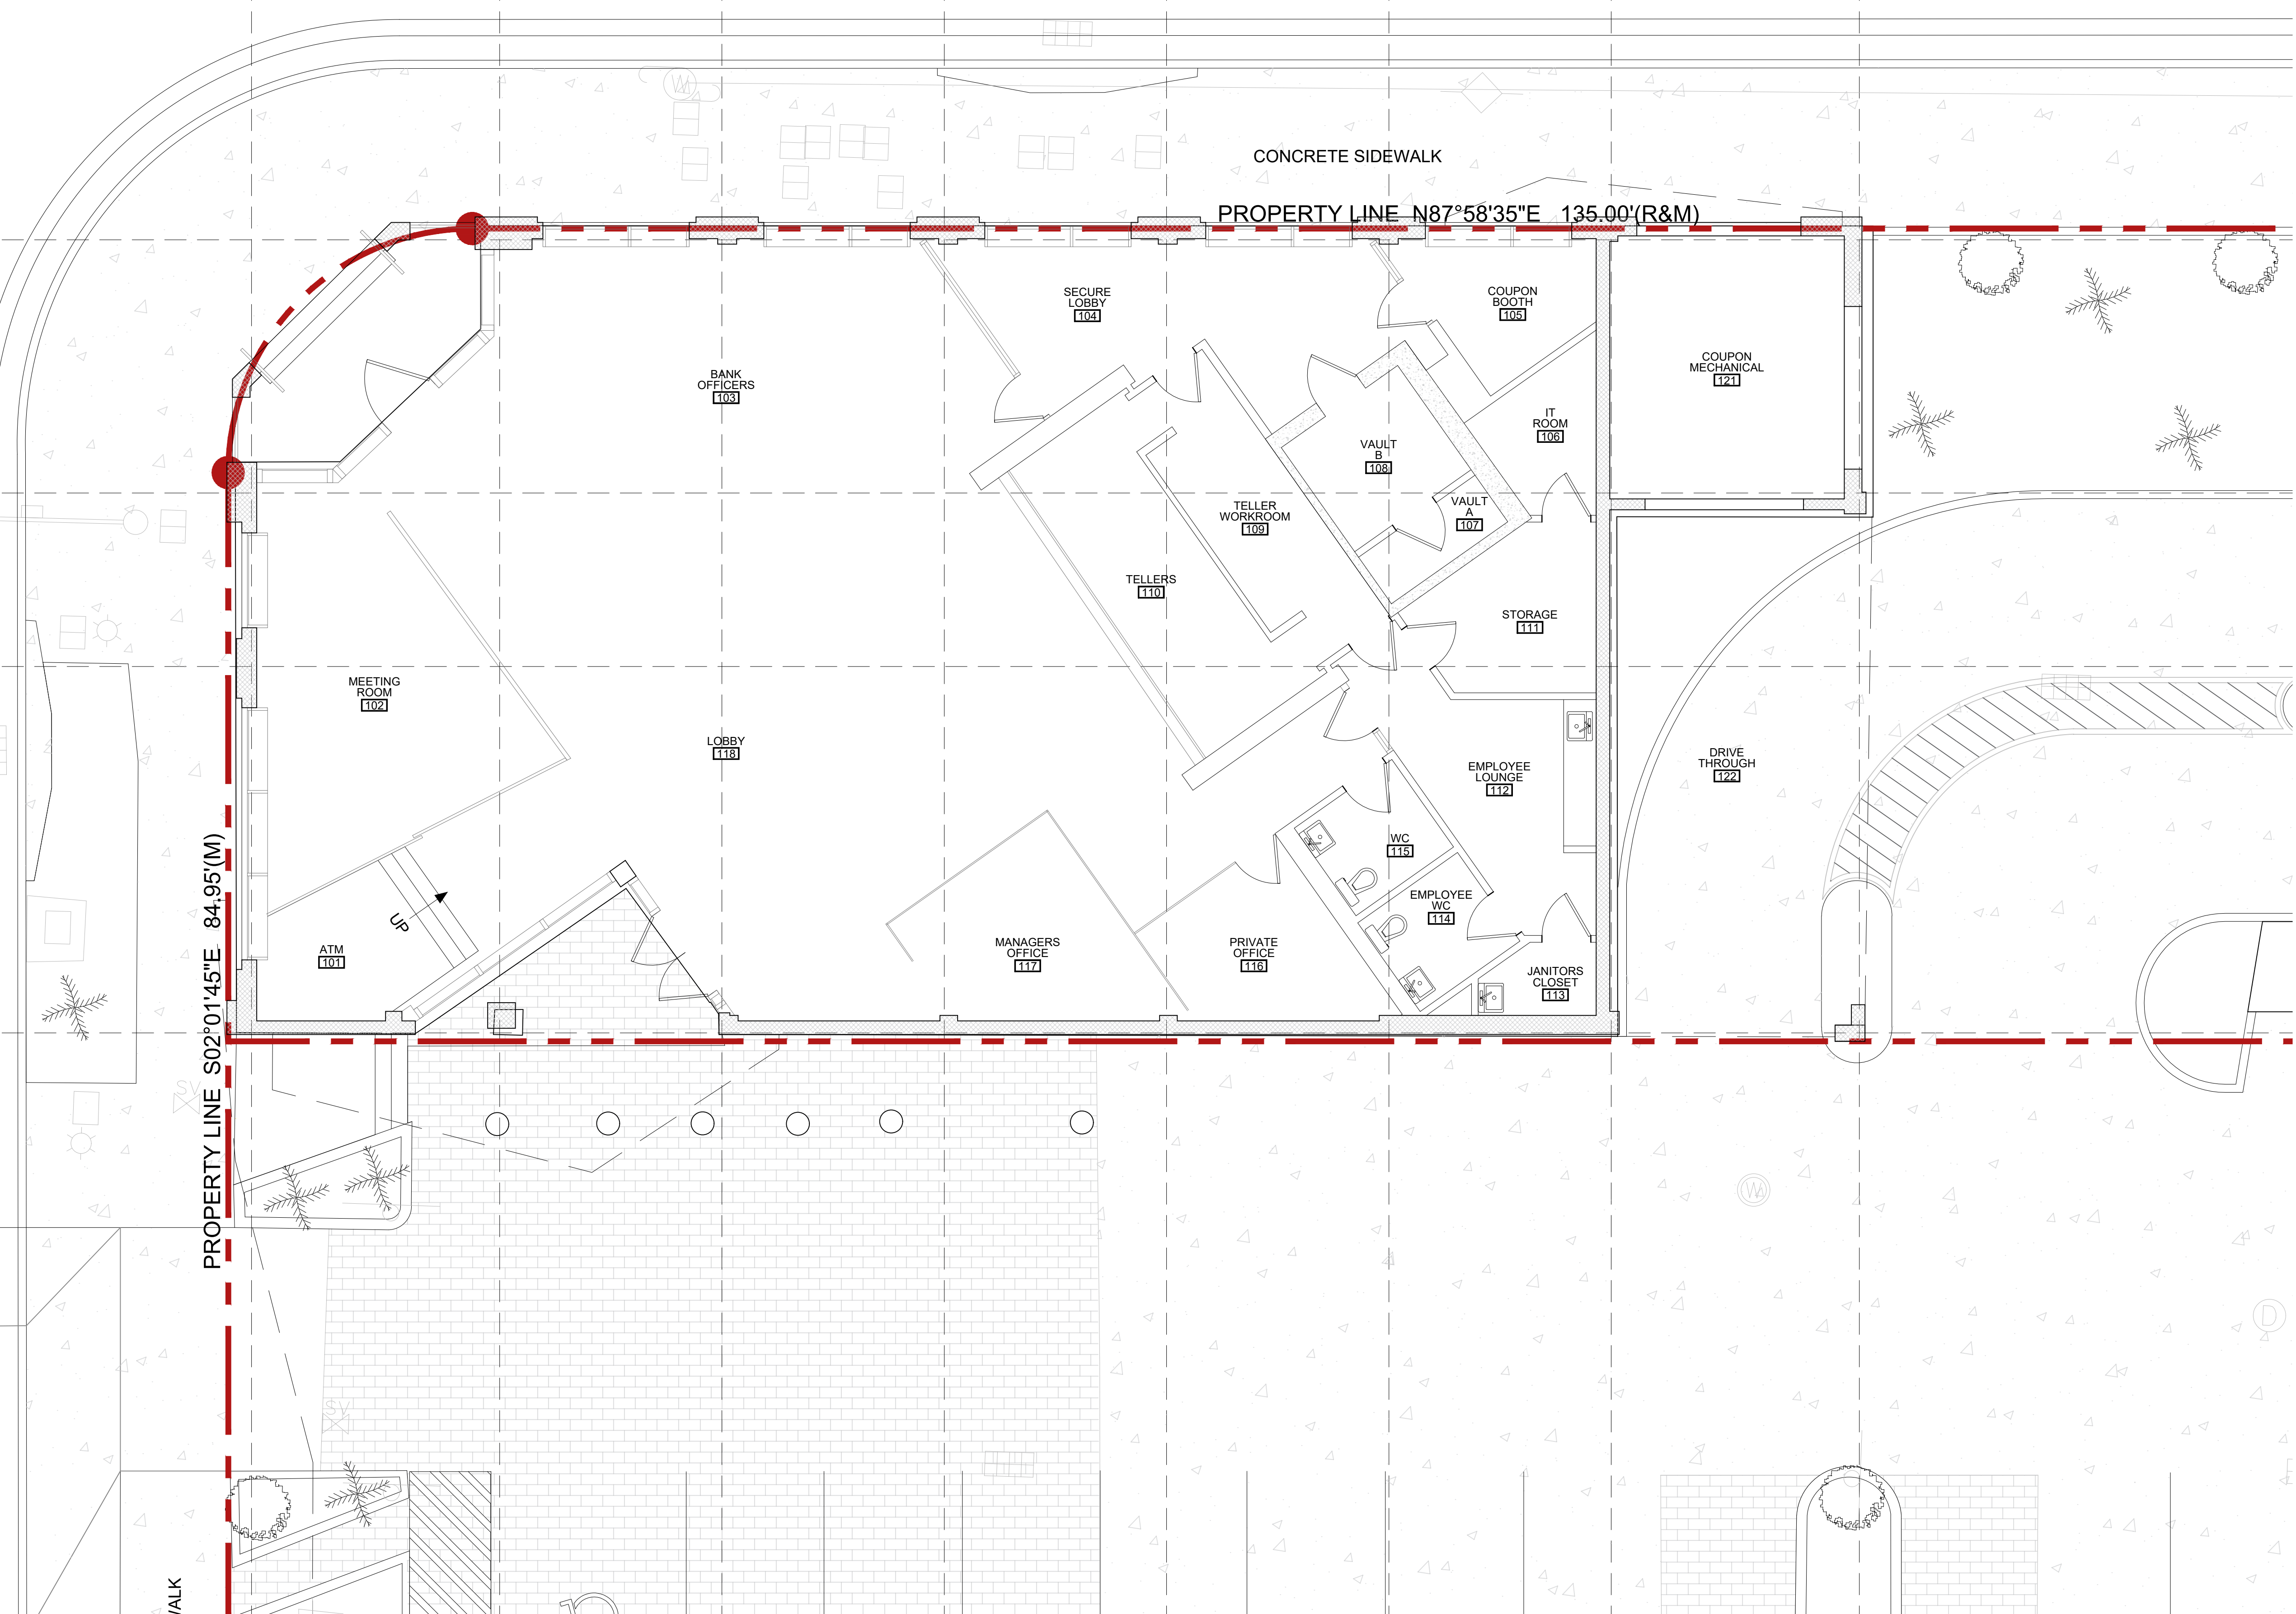 CONCRETE SIDEWALK
PROPERTY LINE N87°58'35"E 135.00'(R&M)
W
SECURE
LOBBY
104
COUPON
BOOTH
105
COUPON
MECHANICAL
121
BANK
OFFICERS
103
IT
ROOM
106
VAULT
B
108
VAULT
A
107
TELLER
WORKROOM
109
TELLERS
110
STORAGE
111
MEETING
ROOM
102
LOBBY
118
DRIVE
THROUGH
122
EMPLOYEE
LOUNGE
112
WC
115
EMPLOYEE
WC
114
UP
ATM
101
MANAGERS
OFFICE
117
PRIVATE
OFFICE
116
JANITORS
CLOSET
113
PROPERTY LINE S02°01'45"E 84.95'(M)
SV
W
D
SV
WALK